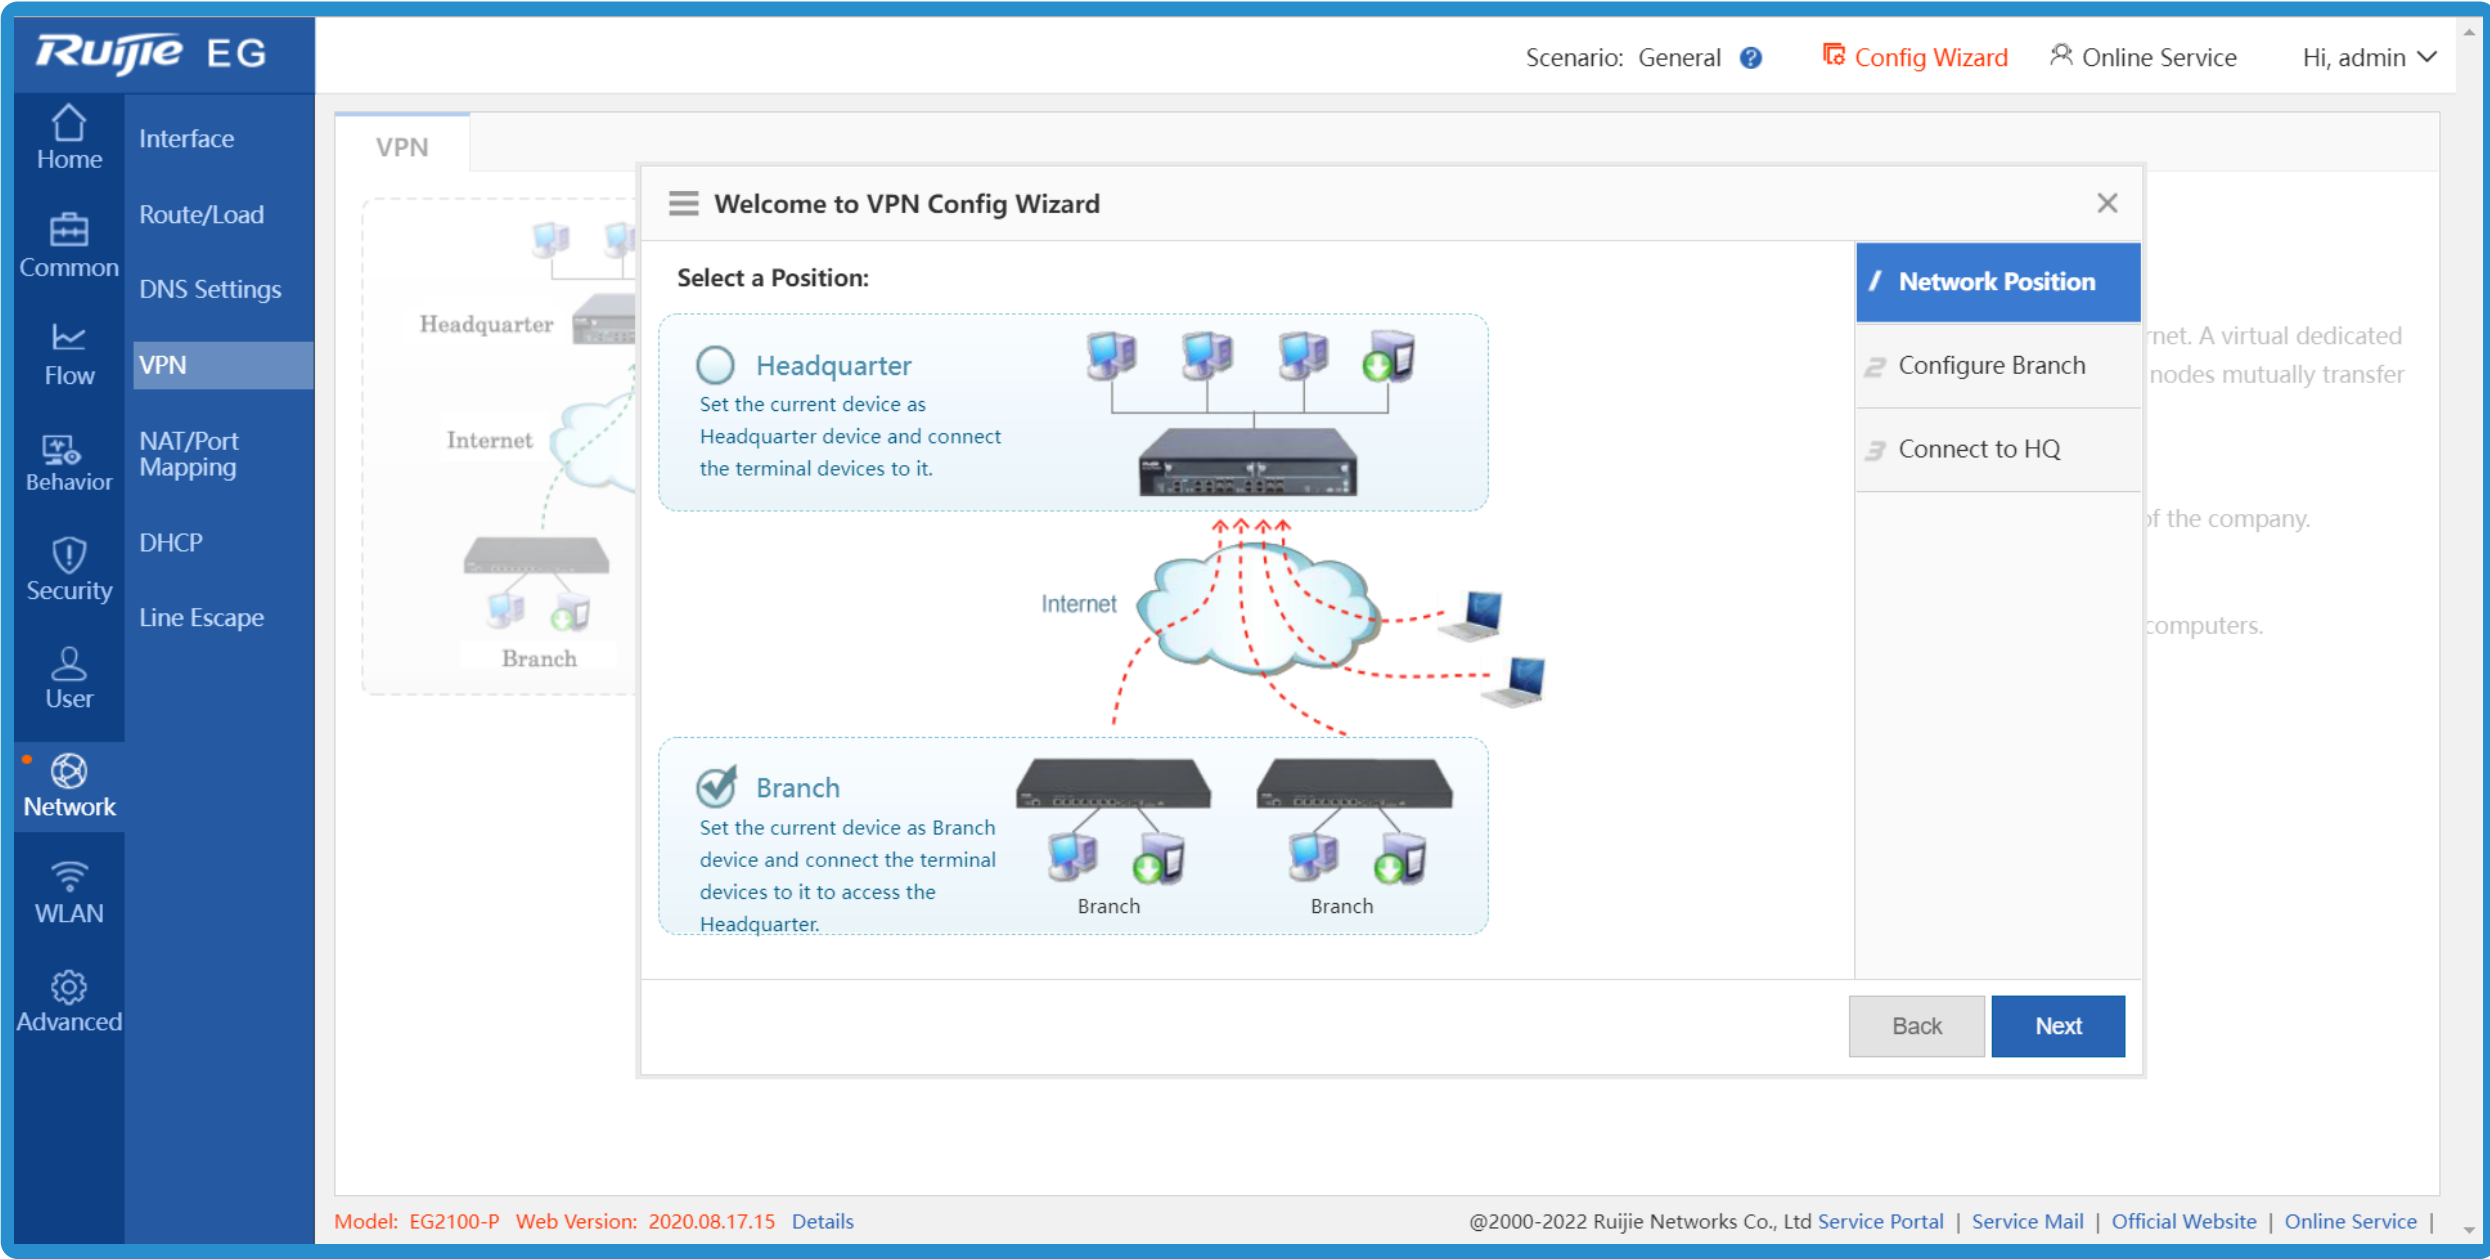 Ruijie EG
Scenario: General ?
Config Wizard
Online Service
Hi, admin
Home
Common
Flow
Behavior
Security
User
Network
WLAN
Advanced
Interface
Route/Load
DNS Settings
VPN
NAT/Port
Mapping
DHCP
Line Escape
VPN
Headquarter
Internet
Branch
rnet. A virtual dedicated
nodes mutually transfer
of the company.
computers.
Welcome to VPN Config Wizard
Select a Position:
Headquarter
Set the current device as
Headquarter device and connect
the terminal devices to it.
Internet
Branch
Set the current device as Branch
device and connect the terminal
devices to it to access the
Headquarter.
Branch
Branch
1 Network Position
2 Configure Branch
3 Connect to HQ
Back
Next
Model: EG2100-P Web Version: 2020.08.17.15 Details
@2000-2022 Ruijie Networks Co., Ltd Service Portal | Service Mail | Official Website | Online Service |